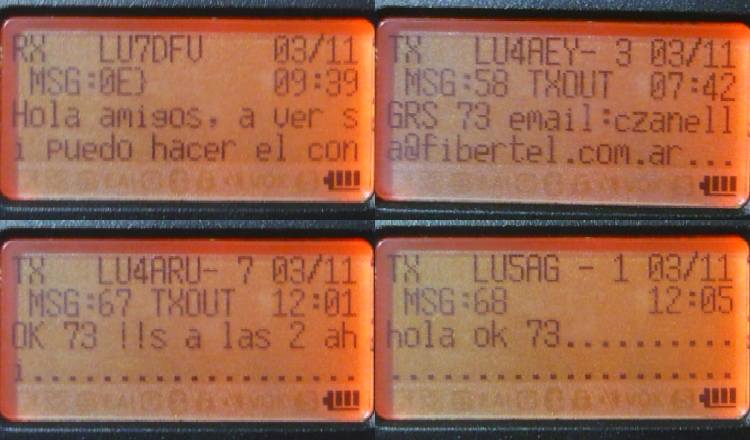 RX LU7DFV 03/11
MSG:0E} 09:39
Hola amigos, a ver s
i puedo hacer el con
TX LU4AEY- 3 03/11
MSG:58 TXOUT 07:42
GRS 73 email:czanell
a@fibertel.com.ar...
TX LU4ARU- 7 03/11
MSG:67 TXOUT 12:01
OK 73 !!s a las 2 ah
i...................
TX LU5AG - 1 03/11
MSG:68 12:05
hola ok 73..........
....................